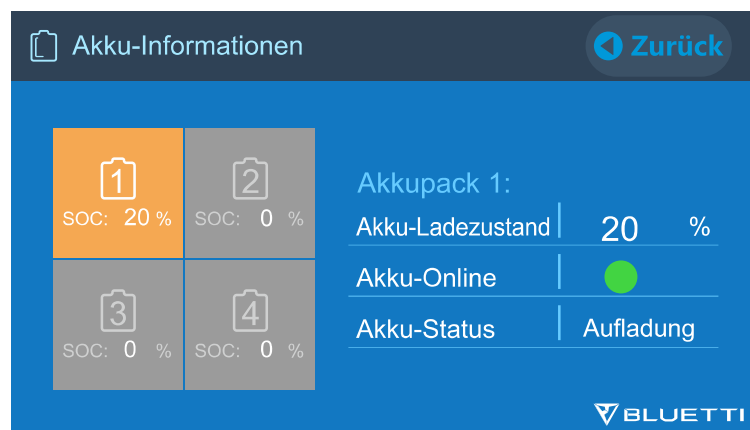 Akku-Informationen
Zurück
1
SOC: 20 %
2
SOC: 0 %
3
SOC: 0 %
4
SOC: 0 %
Akkupack 1:
Akku-Ladezustand 20 %
Akku-Online
Akku-Status Aufladung
BLUETTI